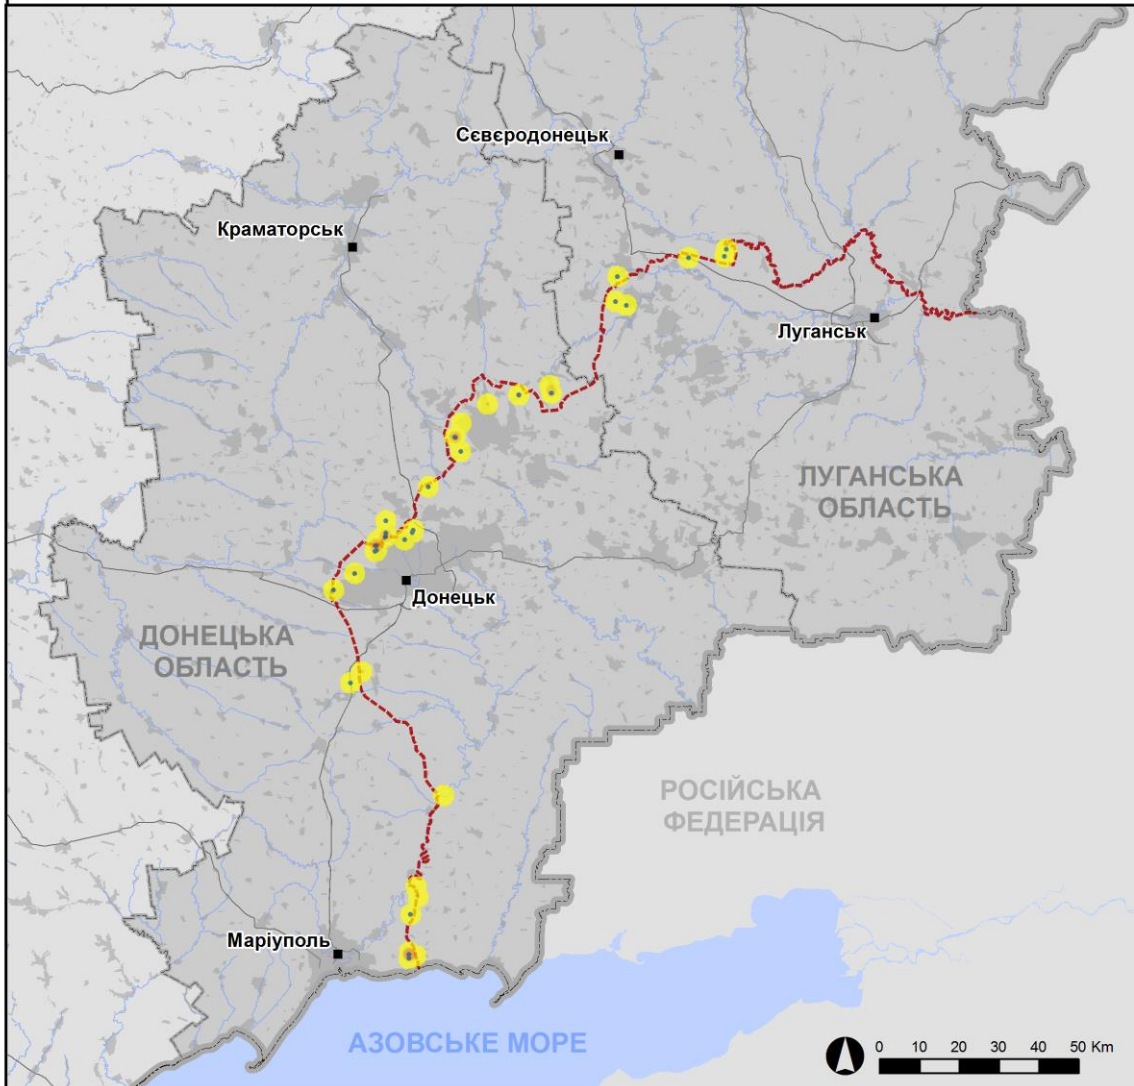 Сєвєродонецьк
Краматорськ
Луганськ
ЛУГАНСЬКА
ОБЛАСТЬ
Донецьк
ДОНЕЦЬКА
ОБЛАСТЬ
РОСІЙСЬКА
ФЕДЕРАЦІЯ
Маріуполь
АЗОВСЬКЕ МОРЕ
0 10 20 30 40 50 Km